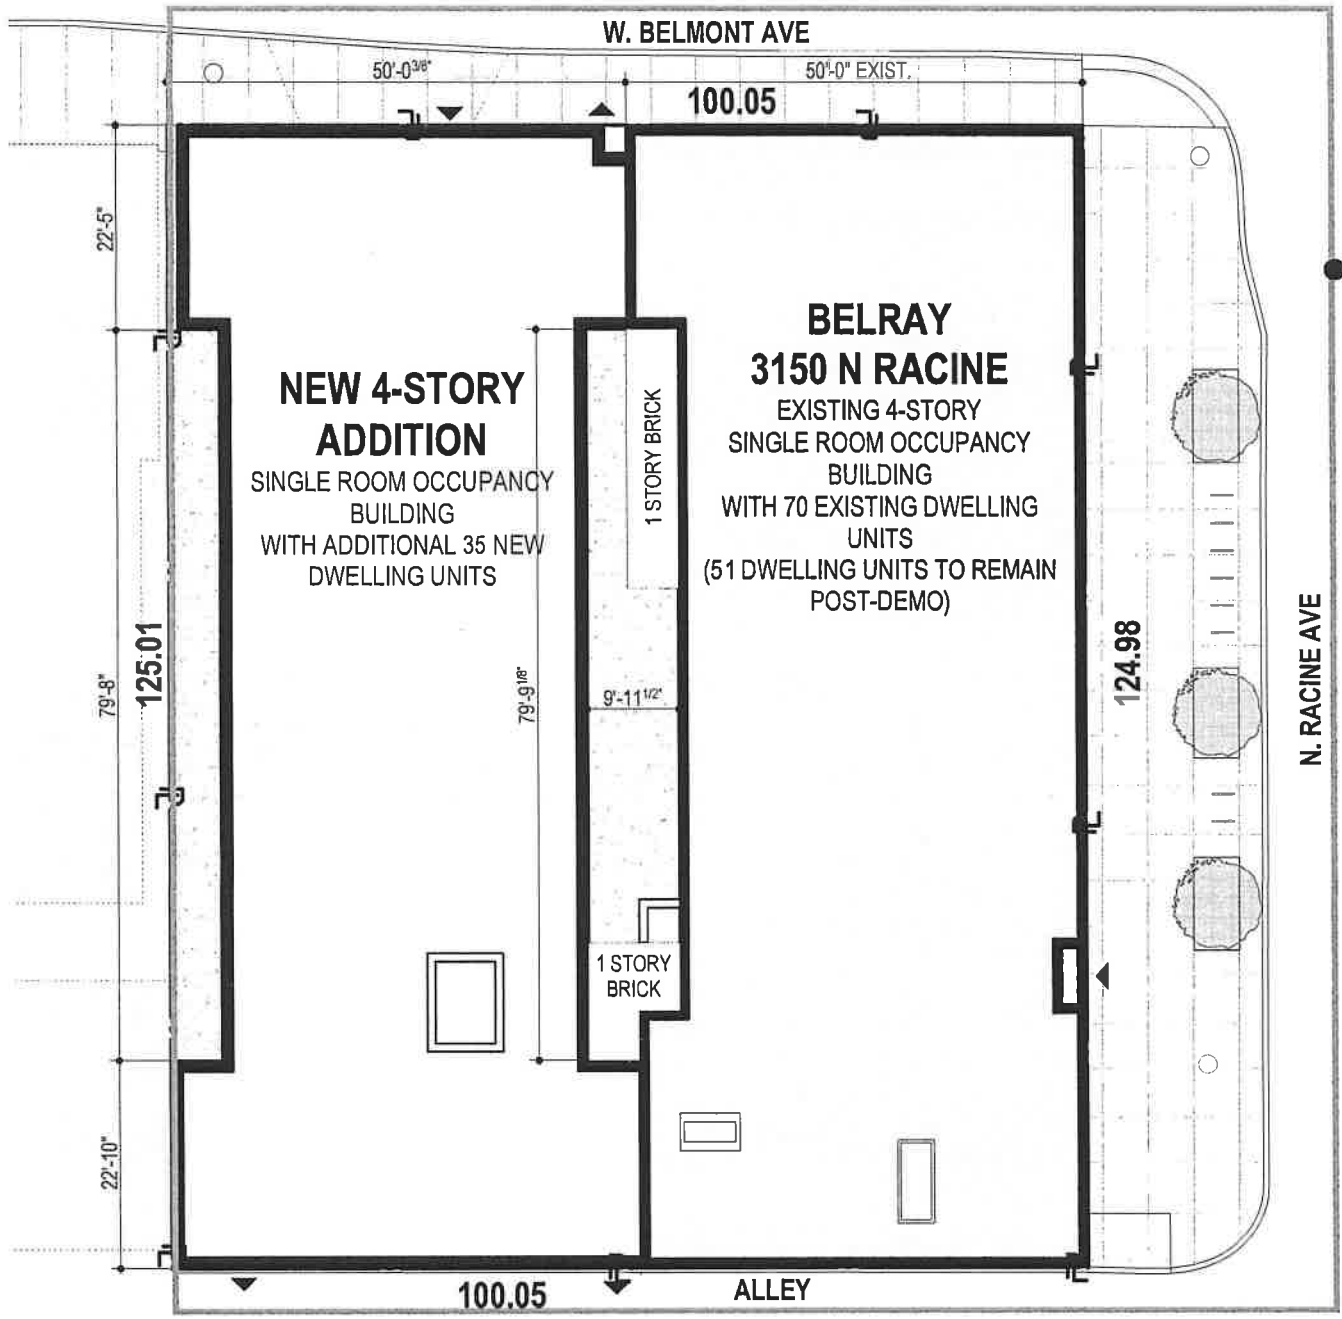 W. BELMONT AVE
50'-0 3/8"
50'-0" EXIST.
100.05
22'-5"
BELRAY
3150 N RACINE
EXISTING 4-STORY
SINGLE ROOM OCCUPANCY
BUILDING
WITH 70 EXISTING DWELLING
UNITS
(51 DWELLING UNITS TO REMAIN
POST-DEMO)
NEW 4-STORY
ADDITION
SINGLE ROOM OCCUPANCY
BUILDING
WITH ADDITIONAL 35 NEW
DWELLING UNITS
1 STORY BRICK
79'-8"
125.01
79'-9 1/8"
9'-11 1/2"
124.98
N. RACINE AVE
1 STORY
BRICK
22'-10"
100.05
ALLEY